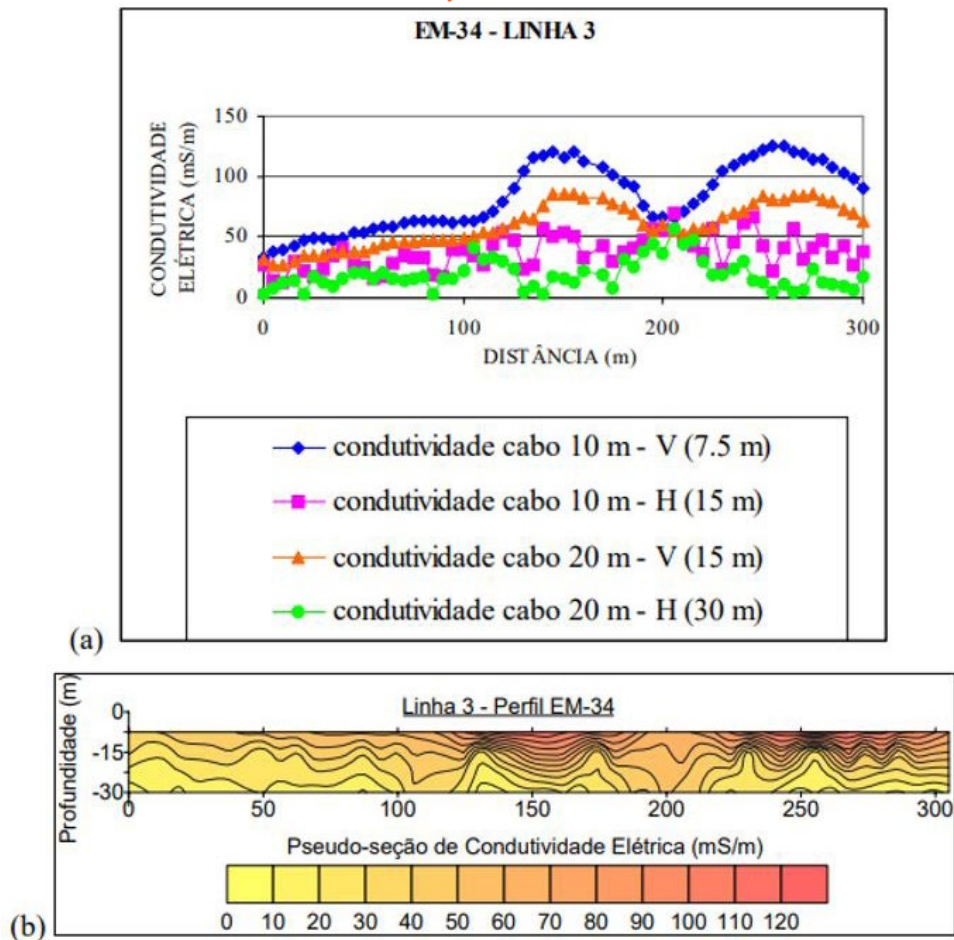 EM-34 - LINHA 3
CONDUTIVIDADE
ELÉTRICA (mS/m)
150
100
50
0
0
100
200
300
DISTÂNCIA (m)
condutividade cabo 10 m - V (7.5 m)
condutividade cabo 10 m - H (15 m)
condutividade cabo 20 m - V (15 m)
condutividade cabo 20 m - H (30 m)
(a)
Linha 3 - Perfil EM-34
Profundidade (m)
0
-15
-30
0 50 100 150 200 250 300
Pseudo-seção de Condutividade Elétrica (mS/m)
0 10 20 30 40 50 60 70 80 90 100 110 120
(b)